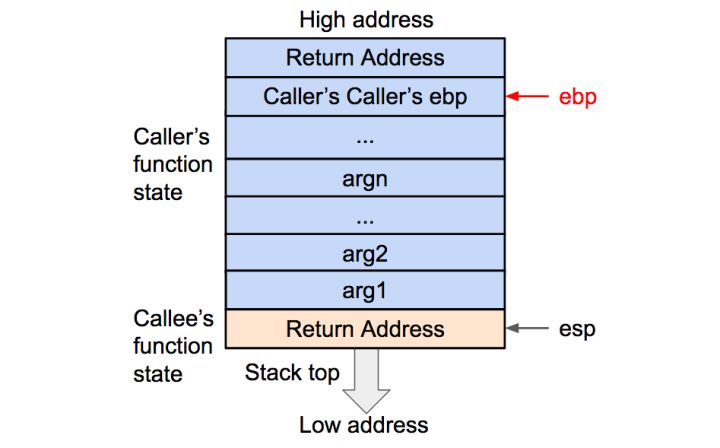 High address
Return Address
Caller's Caller's ebp
ebp
Caller's
function
state
...
argn
...
arg2
arg1
Callee's
function
state
Return Address
esp
Stack top
Low address